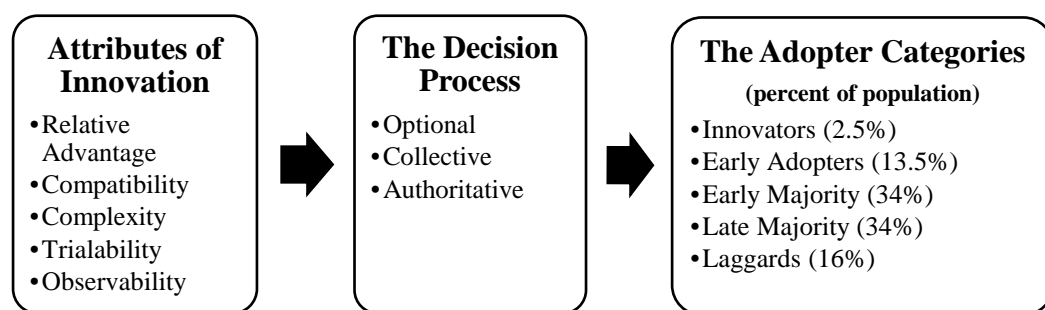 Attributes of
Innovation
•Relative
Advantage
•Compatibility
•Complexity
•Trialability
•Observability
The Decision
Process
•Optional
•Collective
•Authoritative
The Adopter Categories
(percent of population)
•Innovators (2.5%)
•Early Adopters (13.5%)
•Early Majority (34%)
•Late Majority (34%)
•Laggards (16%)